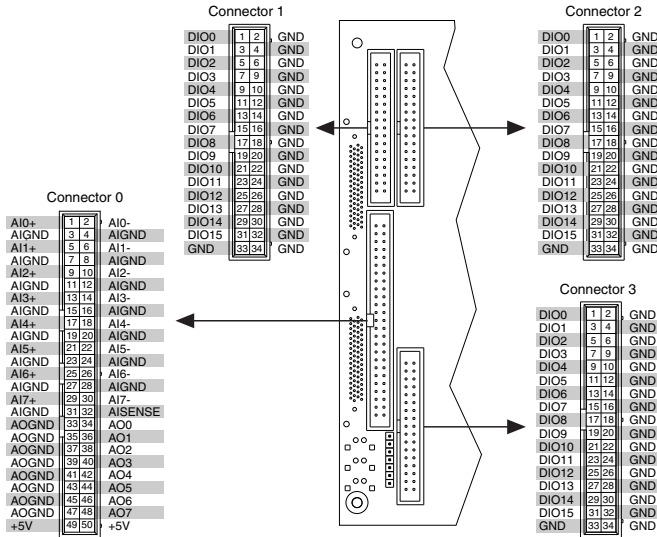 Connector 1
DIO0 1 2 GND
DIO1 3 4 GND
DIO2 5 6 GND
DIO3 7 9 GND
DIO4 9 10 GND
DIO5 11 12 GND
DIO6 13 14 GND
DIO7 15 16 GND
DIO8 17 18 GND
DIO9 19 20 GND
DIO10 21 22 GND
DIO11 23 24 GND
DIO12 25 26 GND
DIO13 27 28 GND
DIO14 29 30 GND
DIO15 31 32 GND
GND 33 34 GND
Connector 2
DIO0 1 2 GND
DIO1 3 4 GND
DIO2 5 6 GND
DIO3 7 9 GND
DIO4 9 10 GND
DIO5 11 12 GND
DIO6 13 14 GND
DIO7 15 16 GND
DIO8 17 18 GND
DIO9 19 20 GND
DIO10 21 22 GND
DIO11 23 24 GND
DIO12 25 26 GND
DIO13 27 28 GND
DIO14 29 30 GND
DIO15 31 32 GND
GND 33 34 GND
Connector 0
AI0+ 1 2 AI0-
AIGND 3 4 AIGND
AI1+ 5 6 AI1-
AIGND 7 8 AIGND
AI2+ 9 10 AI2-
AIGND 11 12 AIGND
AI3+ 13 14 AI3-
AIGND 15 16 AIGND
AI4+ 17 18 AI4-
AIGND 19 20 AIGND
AI5+ 21 22 AI5-
AIGND 23 24 AIGND
AI6+ 25 26 AI6-
AIGND 27 28 AIGND
AI7+ 29 30 AI7-
AIGND 31 32 AISENSE
AOGND 33 34 AO0
AOGND 35 36 AO1
AOGND 37 38 AO2
AOGND 39 40 AO3
AOGND 41 42 AO4
AOGND 43 44 AO5
AOGND 45 46 AO6
AOGND 47 48 AO7
+5V 49 50 +5V
Connector 3
DIO0 1 2 GND
DIO1 3 4 GND
DIO2 5 6 GND
DIO3 7 9 GND
DIO4 9 10 GND
DIO5 11 12 GND
DIO6 13 14 GND
DIO7 15 16 GND
DIO8 17 18 GND
DIO9 19 20 GND
DIO10 21 22 GND
DIO11 23 24 GND
DIO12 25 26 GND
DIO13 27 28 GND
DIO14 29 30 GND
DIO15 31 32 GND
GND 33 34 GND